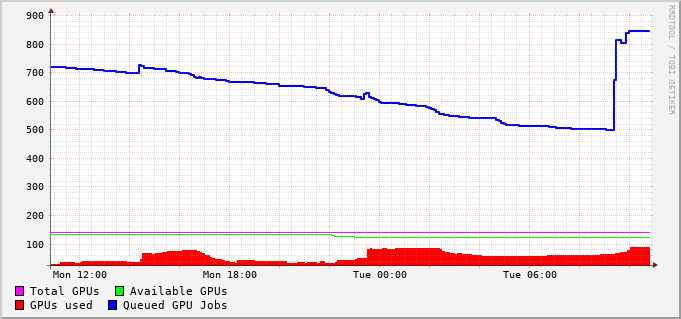 900
800
700
600
500
400
300
200
100
Mon 12:00 Mon 18:00 Tue 00:00 Tue 06:00
Total GPUs Available GPUs
GPUs used Queued GPU Jobs
RRDTOOL / TOBI OETIKER